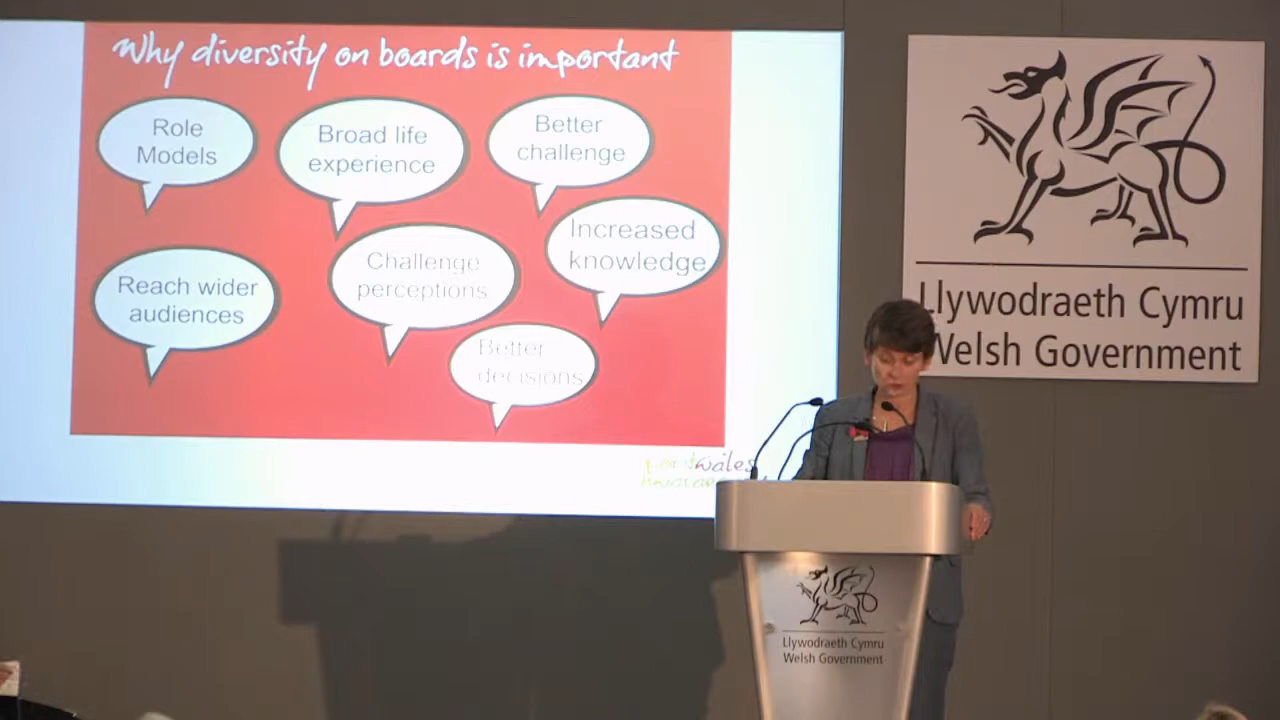 Why diversity on boards is important
Role
Models
Broad life
experience
Better
challenge
Increased
knowledge
Challenge
perceptions
Reach wider
audiences
Better
decisions
wales
Llywodraeth Cymru
Welsh Government
Llywodraeth Cymru
Welsh Government